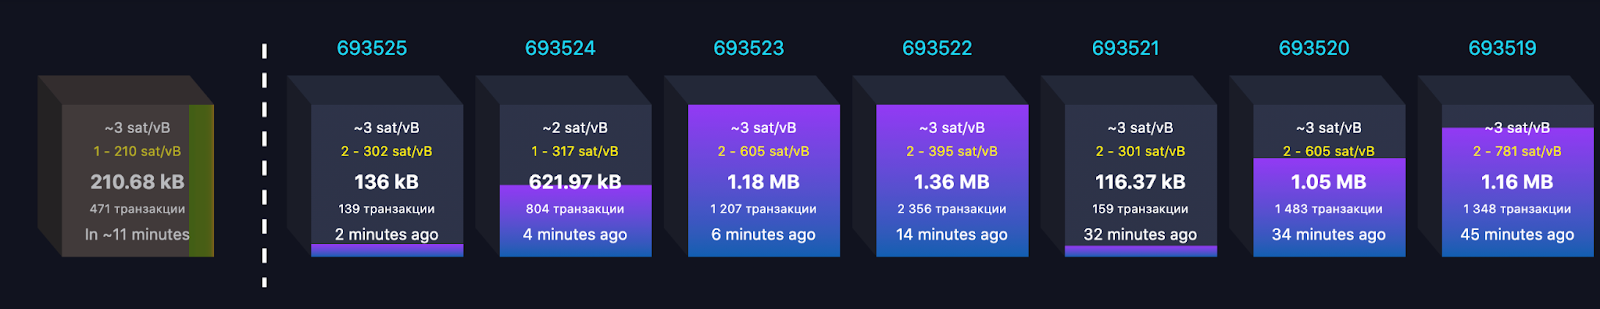 693525
693524
693523
693522
693521
693520
693519
~3 sat/vB
1 - 210 sat/vB
210.68 kB
471 транзакции
In ~11 minutes
~3 sat/vB
2 - 302 sat/vB
136 kB
139 транзакции
2 minutes ago
~2 sat/vB
1 - 317 sat/vB
621.97 kB
804 транзакции
4 minutes ago
~3 sat/vB
2 - 605 sat/vB
1.18 MB
1 207 транзакции
6 minutes ago
~3 sat/vB
2 - 395 sat/vB
1.36 MB
2 356 транзакции
14 minutes ago
~3 sat/vB
2 - 301 sat/vB
116.37 kB
159 транзакции
32 minutes ago
~3 sat/vB
2 - 605 sat/vB
1.05 MB
1 483 транзакции
34 minutes ago
~3 sat/vB
2 - 781 sat/vB
1.16 MB
1 348 транзакции
45 minutes ago